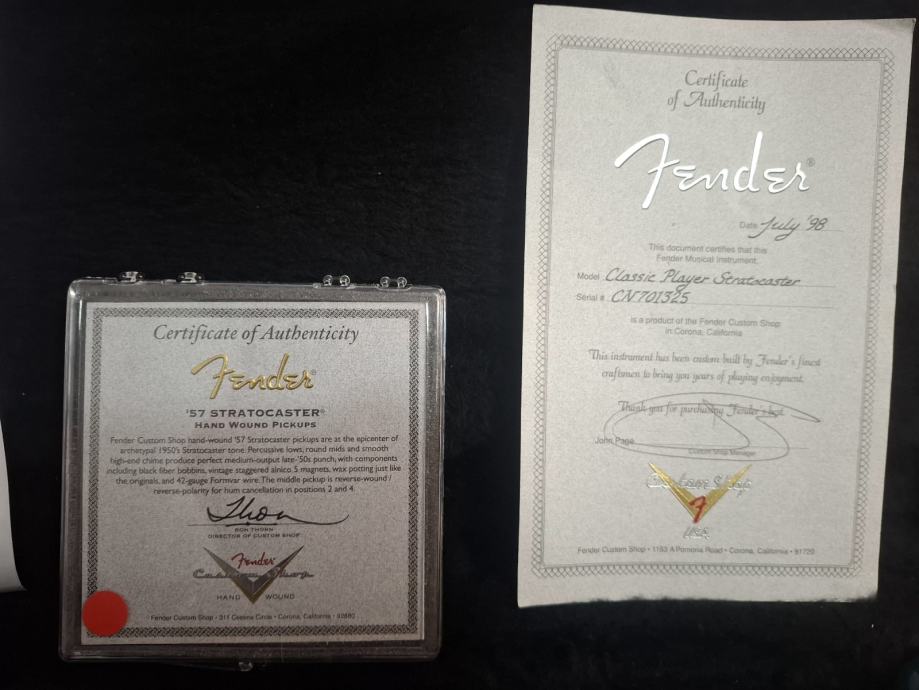 Certificate of Authenticity
Fender®
'57 STRATOCASTER®
HAND WOUND PICKUPS
Fender Custom Shop hand-wound '57 Stratocaster pickups are at the epicenter of
archetypal 1950's Stratocaster tone. Percussive lows, round mids and smooth
high-end chime produce perfect medium-output late-'50s punch, with components
including black fiber bobbins, vintage staggered alnico 5 magnets, wax potting just like
the originals, and 42-gauge Formvar wire. The middle pickup is reverse-wound /
reverse-polarity for hum cancellation in positions 2 and 4.
Thorn
RON THORN
DIRECTOR OF CUSTOM SHOP
Fender
Custom Shop
HAND WOUND
Fender Custom Shop • 311 Cessna Circle • Corona, California • 92880
Certificate
of Authenticity
Fender®
Date July '98
This document certifies that this
Fender Musical Instrument,
Model Classic Player Stratocaster
Serial # CN701325
is a product of the Fender Custom Shop
in Corona, California
This instrument has been custom built by Fender's finest
craftsmen to bring you years of playing enjoyment.
Thank you for purchasing Fender's best.
John Page
Custom Shop Manager
Custom Shop
F
USA
Fender Custom Shop • 1163 A Pomona Road • Corona, California • 91720